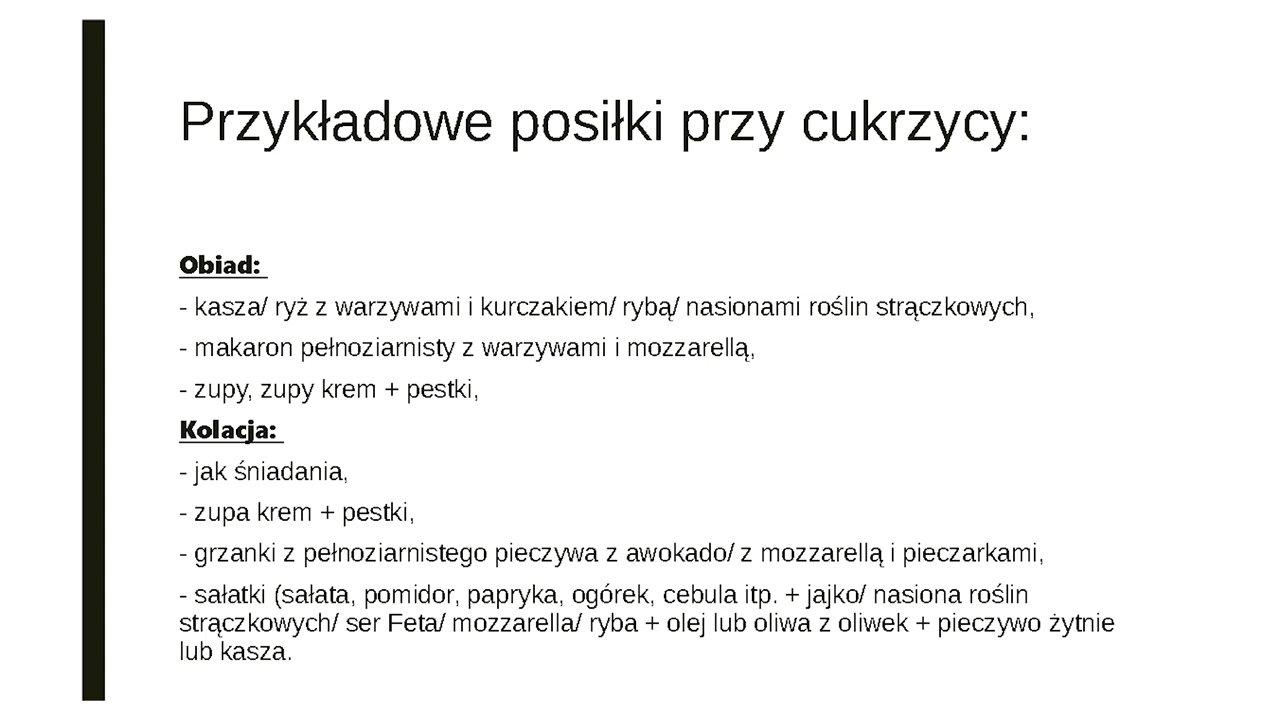 Przykładowe posiłki przy cukrzycy:
Obiad:
- kasza/ ryż z warzywami i kurczakiem/ rybą/ nasionami roślin strączkowych,
- makaron pełnoziarnisty z warzywami i mozzarellą,
- zupy, zupy krem + pestki,
Kolacja:
- jak śniadania,
- zupa krem + pestki,
- grzanki z pełnoziarnistego pieczywa z awokado/ z mozzarellą i pieczarkami,
- sałatki (sałata, pomidor, papryka, ogórek, cebula itp. + jajko/ nasiona roślin
strączkowych/ ser Feta/ mozzarella/ ryba + olej lub oliwa z oliwek + pieczywo żytnie
lub kasza.